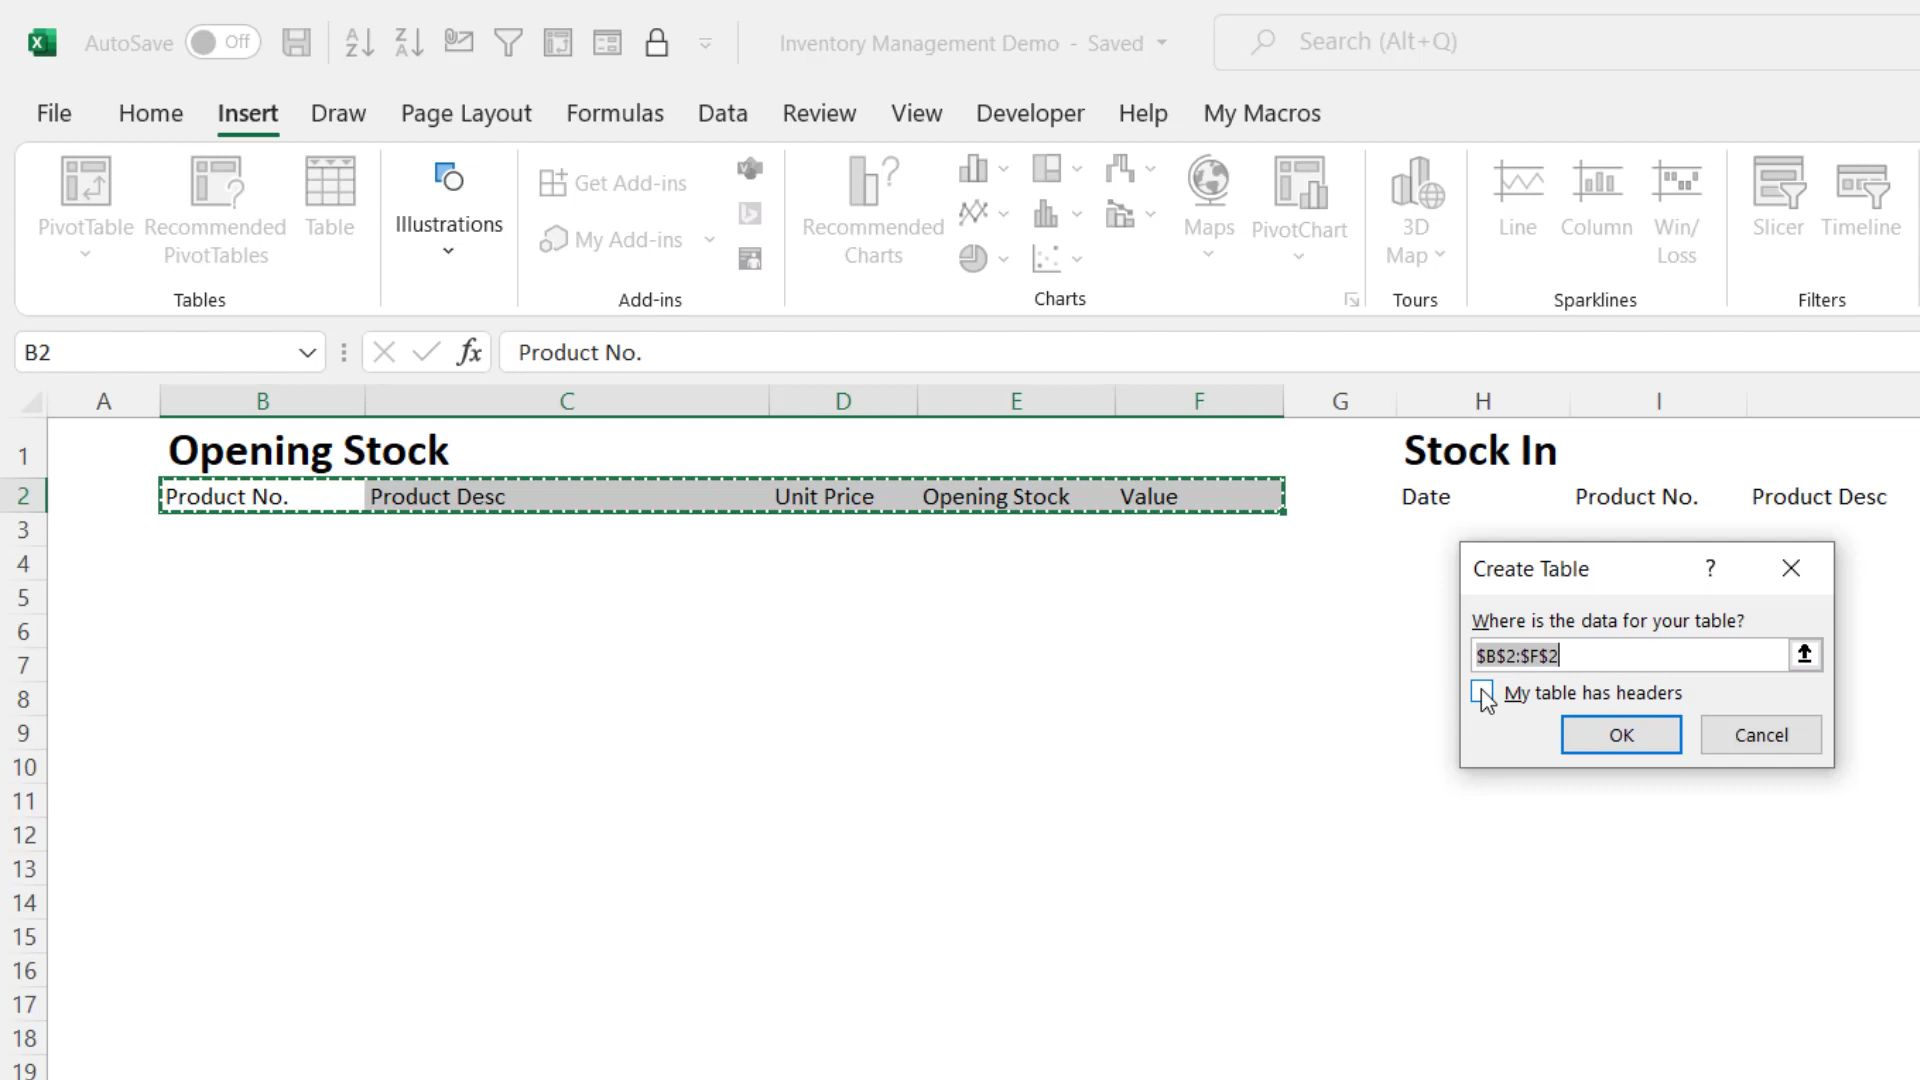 AutoSave Off Inventory Management Demo - Saved Search (Alt+Q)
File Home Insert Draw Page Layout Formulas Data Review View Developer Help My Macros
PivotTable
Recommended
PivotTables
Table
Tables
Illustrations
Get Add-ins
My Add-ins
Add-ins
Recommended
Charts
Maps
PivotChart
Charts
3D
Map
Tours
Line
Column
Win/
Loss
Sparklines
Slicer
Timeline
Filters
B2 fx Product No.
A B C D E F G H I
1 Opening Stock Stock In
2 Product No. Product Desc Unit Price Opening Stock Value Date Product No. Product Desc
3
4
5
6
7
8
9
10
11
12
13
14
15
16
17
18
19
Create Table ?
Where is the data for your table?
$B$2:$F$2
My table has headers
OK Cancel